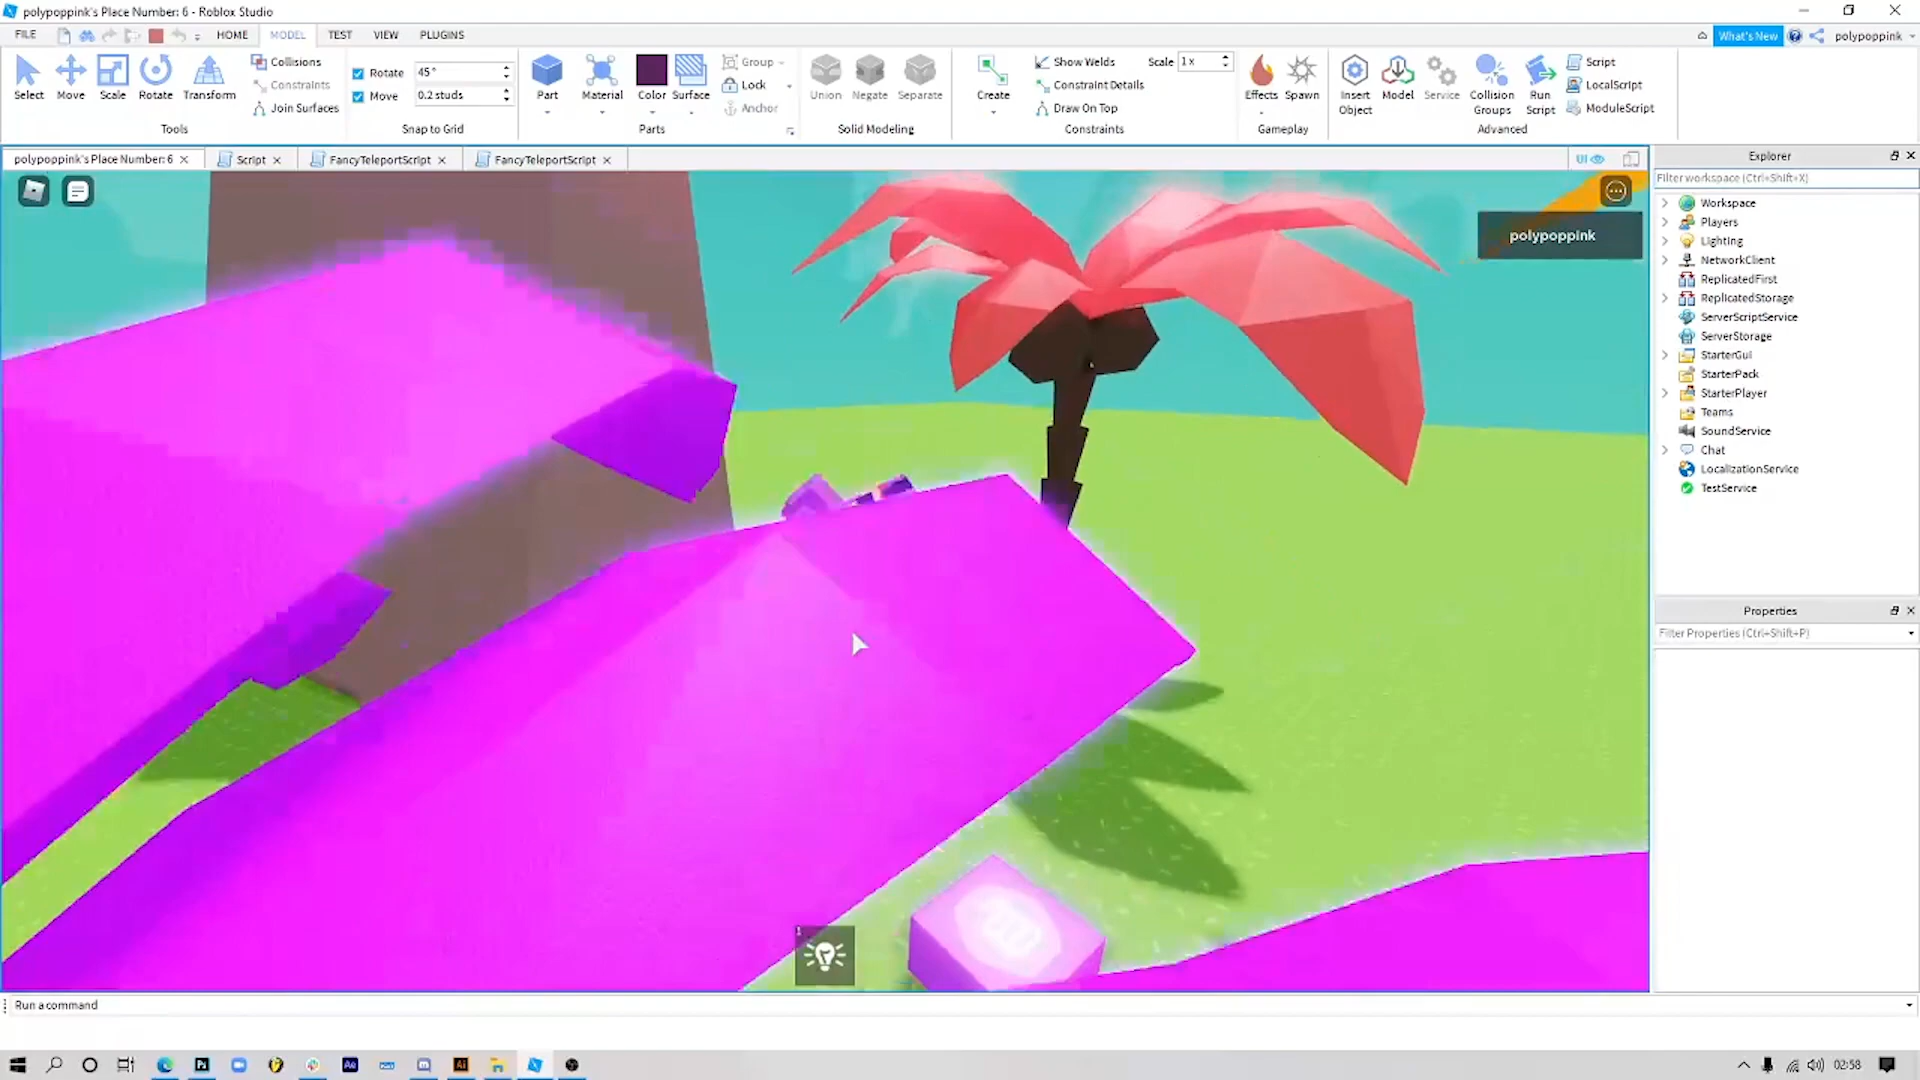 polypoppink's Place Number: 6 - Roblox Studio
FILE HOME MODEL TEST VIEW PLUGINS
What's New polypoppink
Select Move Scale Rotate Transform
Collisions
Constraints
Join Surfaces
Tools
Rotate 45°
Move 0.2 studs
Snap to Grid
Part Material Color Surface
Group
Lock
Anchor
Parts
Union Negate Separate
Solid Modeling
Create
Show Welds
Constraint Details
Draw On Top
Scale 1x
Constraints
Effects Spawn
Gameplay
Insert Object
Model
Service
Collision Groups
Run Script
Script
LocalScript
ModuleScript
Advanced
polypoppink's Place Number: 6
Script
FancyTeleportScript
FancyTeleportScript
UI
polypoppink
1
Explorer
Filter workspace (Ctrl+Shift+X)
Workspace
Players
Lighting
NetworkClient
ReplicatedFirst
ReplicatedStorage
ServerScriptService
ServerStorage
StarterGui
StarterPack
StarterPlayer
Teams
SoundService
Chat
LocalizationService
TestService
Properties
Filter Properties (Ctrl+Shift+P)
Run a command
Ps
Ae
Ai
02:58